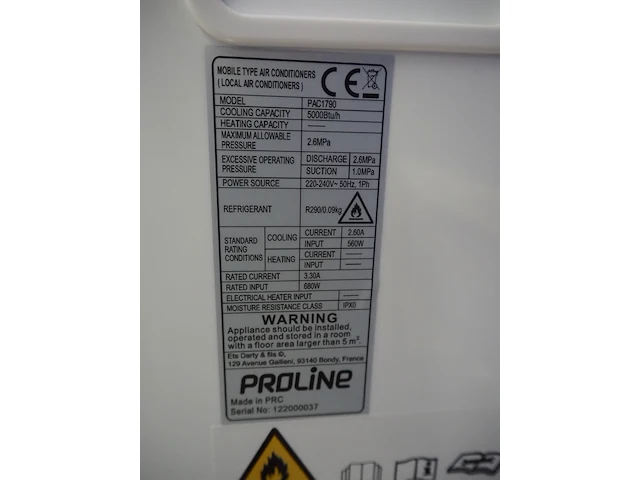 MOBILE TYPE AIR CONDITIONERS
( LOCAL AIR CONDITIONERS )
MODEL PAC1790
COOLING CAPACITY 5000Btu/h
HEATING CAPACITY ——
MAXIMUM ALLOWABLE PRESSURE 2.6MPa
EXCESSIVE OPERATING PRESSURE DISCHARGE 2.6MPa
SUCTION 1.0MPa
POWER SOURCE 220-240V~ 50Hz, 1Ph
REFRIGERANT R290/0.09kg
STANDARD RATING CONDITIONS COOLING CURRENT 2.60A
INPUT 560W
HEATING CURRENT ——
INPUT ——
RATED CURRENT 3.30A
RATED INPUT 680W
ELECTRICAL HEATER INPUT ——
MOISTURE RESISTANCE CLASS IPX0
WARNING
Appliance should be installed,
operated and stored in a room
with a floor area larger than 5 m².
Ets Darty & fils ©,
129 Avenue Gallieni, 93140 Bondy, France
PROLINE
Made in PRC
Serial No: 122000037